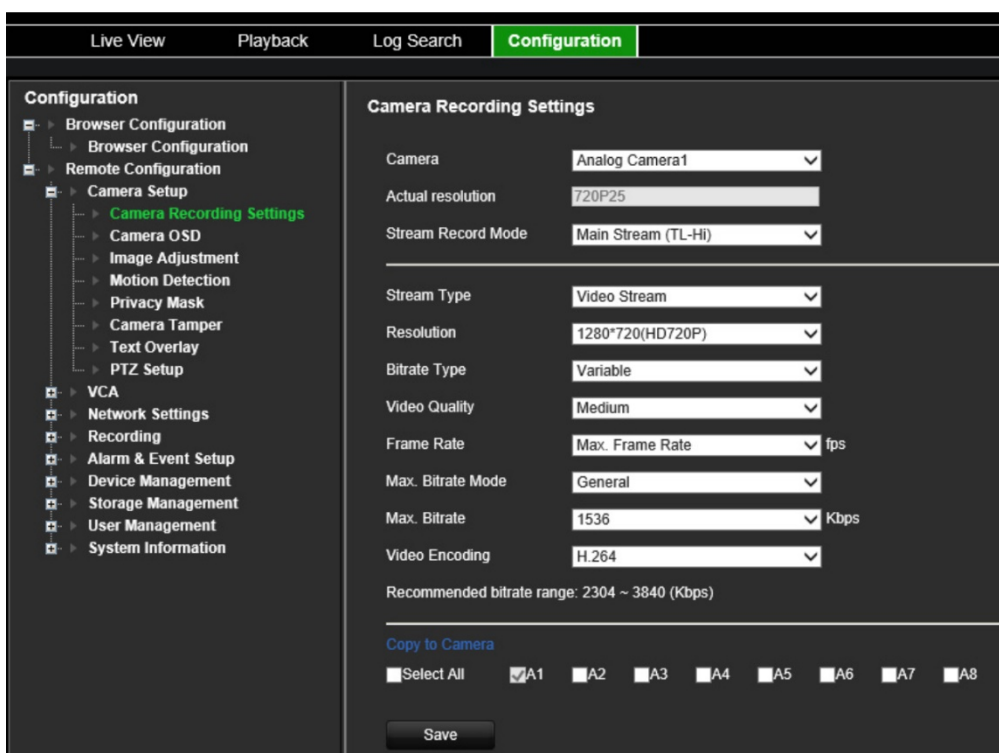 Live View Playback Log Search Configuration
Configuration
Browser Configuration
Browser Configuration
Remote Configuration
Camera Setup
Camera Recording Settings
Camera OSD
Image Adjustment
Motion Detection
Privacy Mask
Camera Tamper
Text Overlay
PTZ Setup
VCA
Network Settings
Recording
Alarm & Event Setup
Device Management
Storage Management
User Management
System Information
Camera Recording Settings
Camera Analog Camera1
Actual resolution 720P25
Stream Record Mode Main Stream (TL-Hi)
Stream Type Video Stream
Resolution 1280*720(HD720P)
Bitrate Type Variable
Video Quality Medium
Frame Rate Max. Frame Rate fps
Max. Bitrate Mode General
Max. Bitrate 1536 Kbps
Video Encoding H.264
Recommended bitrate range: 2304 ~ 3840 (Kbps)
Copy to Camera
Select All A1 A2 A3 A4 A5 A6 A7 A8
Save